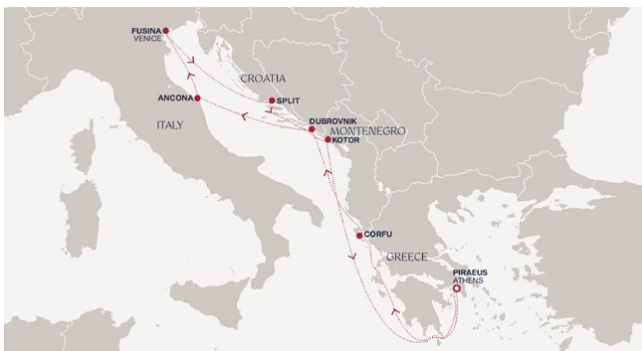 FUSINA
VENICE
CROATIA
ANCONA
SPLIT
ITALY
DUBROVNIK
MONTENEGRO
KOTOR
CORFU
GREECE
PIRAEUS
ATHENS